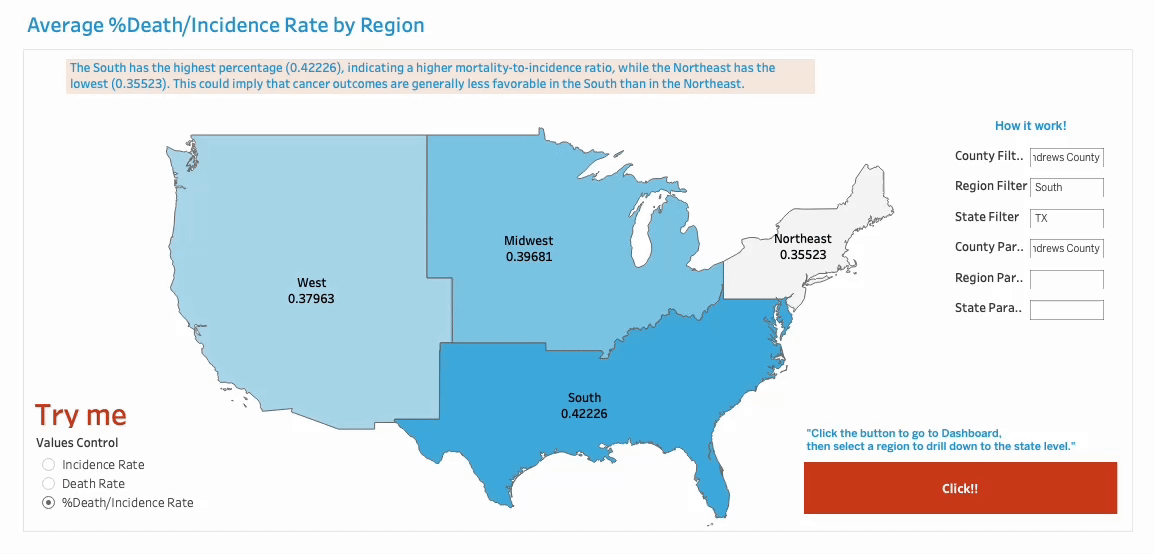 Average %Death/Incidence Rate by Region
The South has the highest percentage (0.42226), indicating a higher mortality-to-incidence ratio, while the Northeast has the
lowest (0.35523). This could imply that cancer outcomes are generally less favorable in the South than in the Northeast.
How it work!
County Filt.. ndrews County
Region Filter South
State Filter TX
County Par.. ndrews County
Region Par..
State Para..
Northeast
0.35523
Midwest
0.39681
West
0.37963
South
0.42226
Try me
Values Control
Incidence Rate
Death Rate
%Death/Incidence Rate
"Click the button to go to Dashboard,
then select a region to drill down to the state level."
Click!!